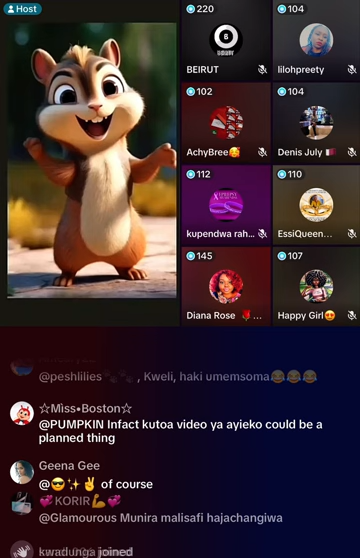 Host
220
BEIRUT
104
lilohpreety
102
AchyBree🥰
104
Denis July 🇶🇦
112
kupendwa rah...
110
EssiQueen...
145
Diana Rose 🌹...
107
Happy Girl😍
@peshlilies🐾🐾 , Kweli, haki umemsoma😂😂😂
☆Mıss•Boston☆
@PUMPKIN Infact kutoa video ya ayieko could be a
planned thing
Geena Gee
@😎✨✌️ of course
💞KORIR💪💞
@Glamourous Munira malisafi hajachangiwa
joined